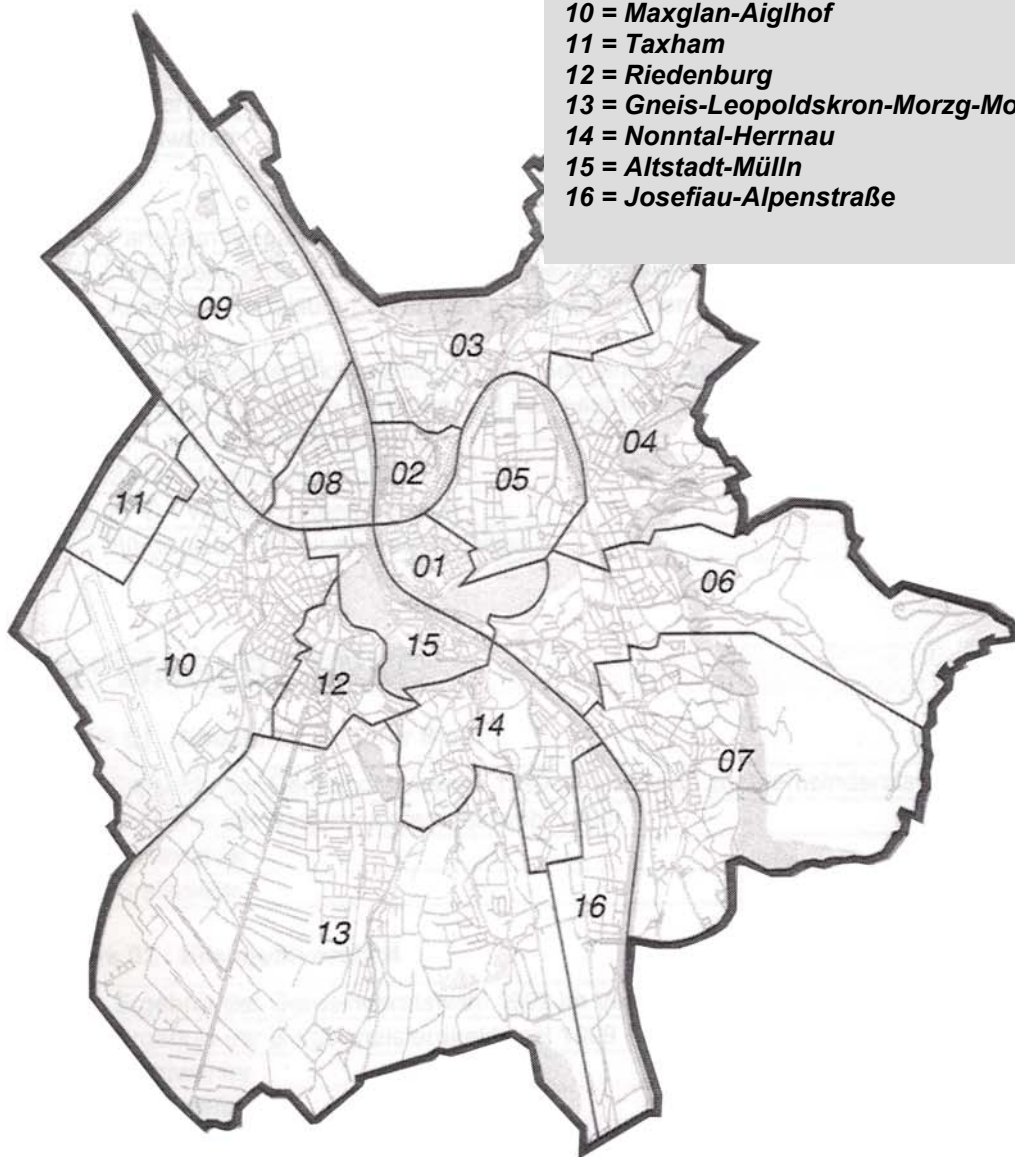 10 = Maxglan-Aiglhof
11 = Taxham
12 = Riedenburg
13 = Gneis-Leopoldskron-Morzg-Mo
14 = Nonntal-Herrnau
15 = Altstadt-Mülln
16 = Josefiau-Alpenstraße
09
03
04
08
02
05
11
01
06
15
10
12
14
07
16
13